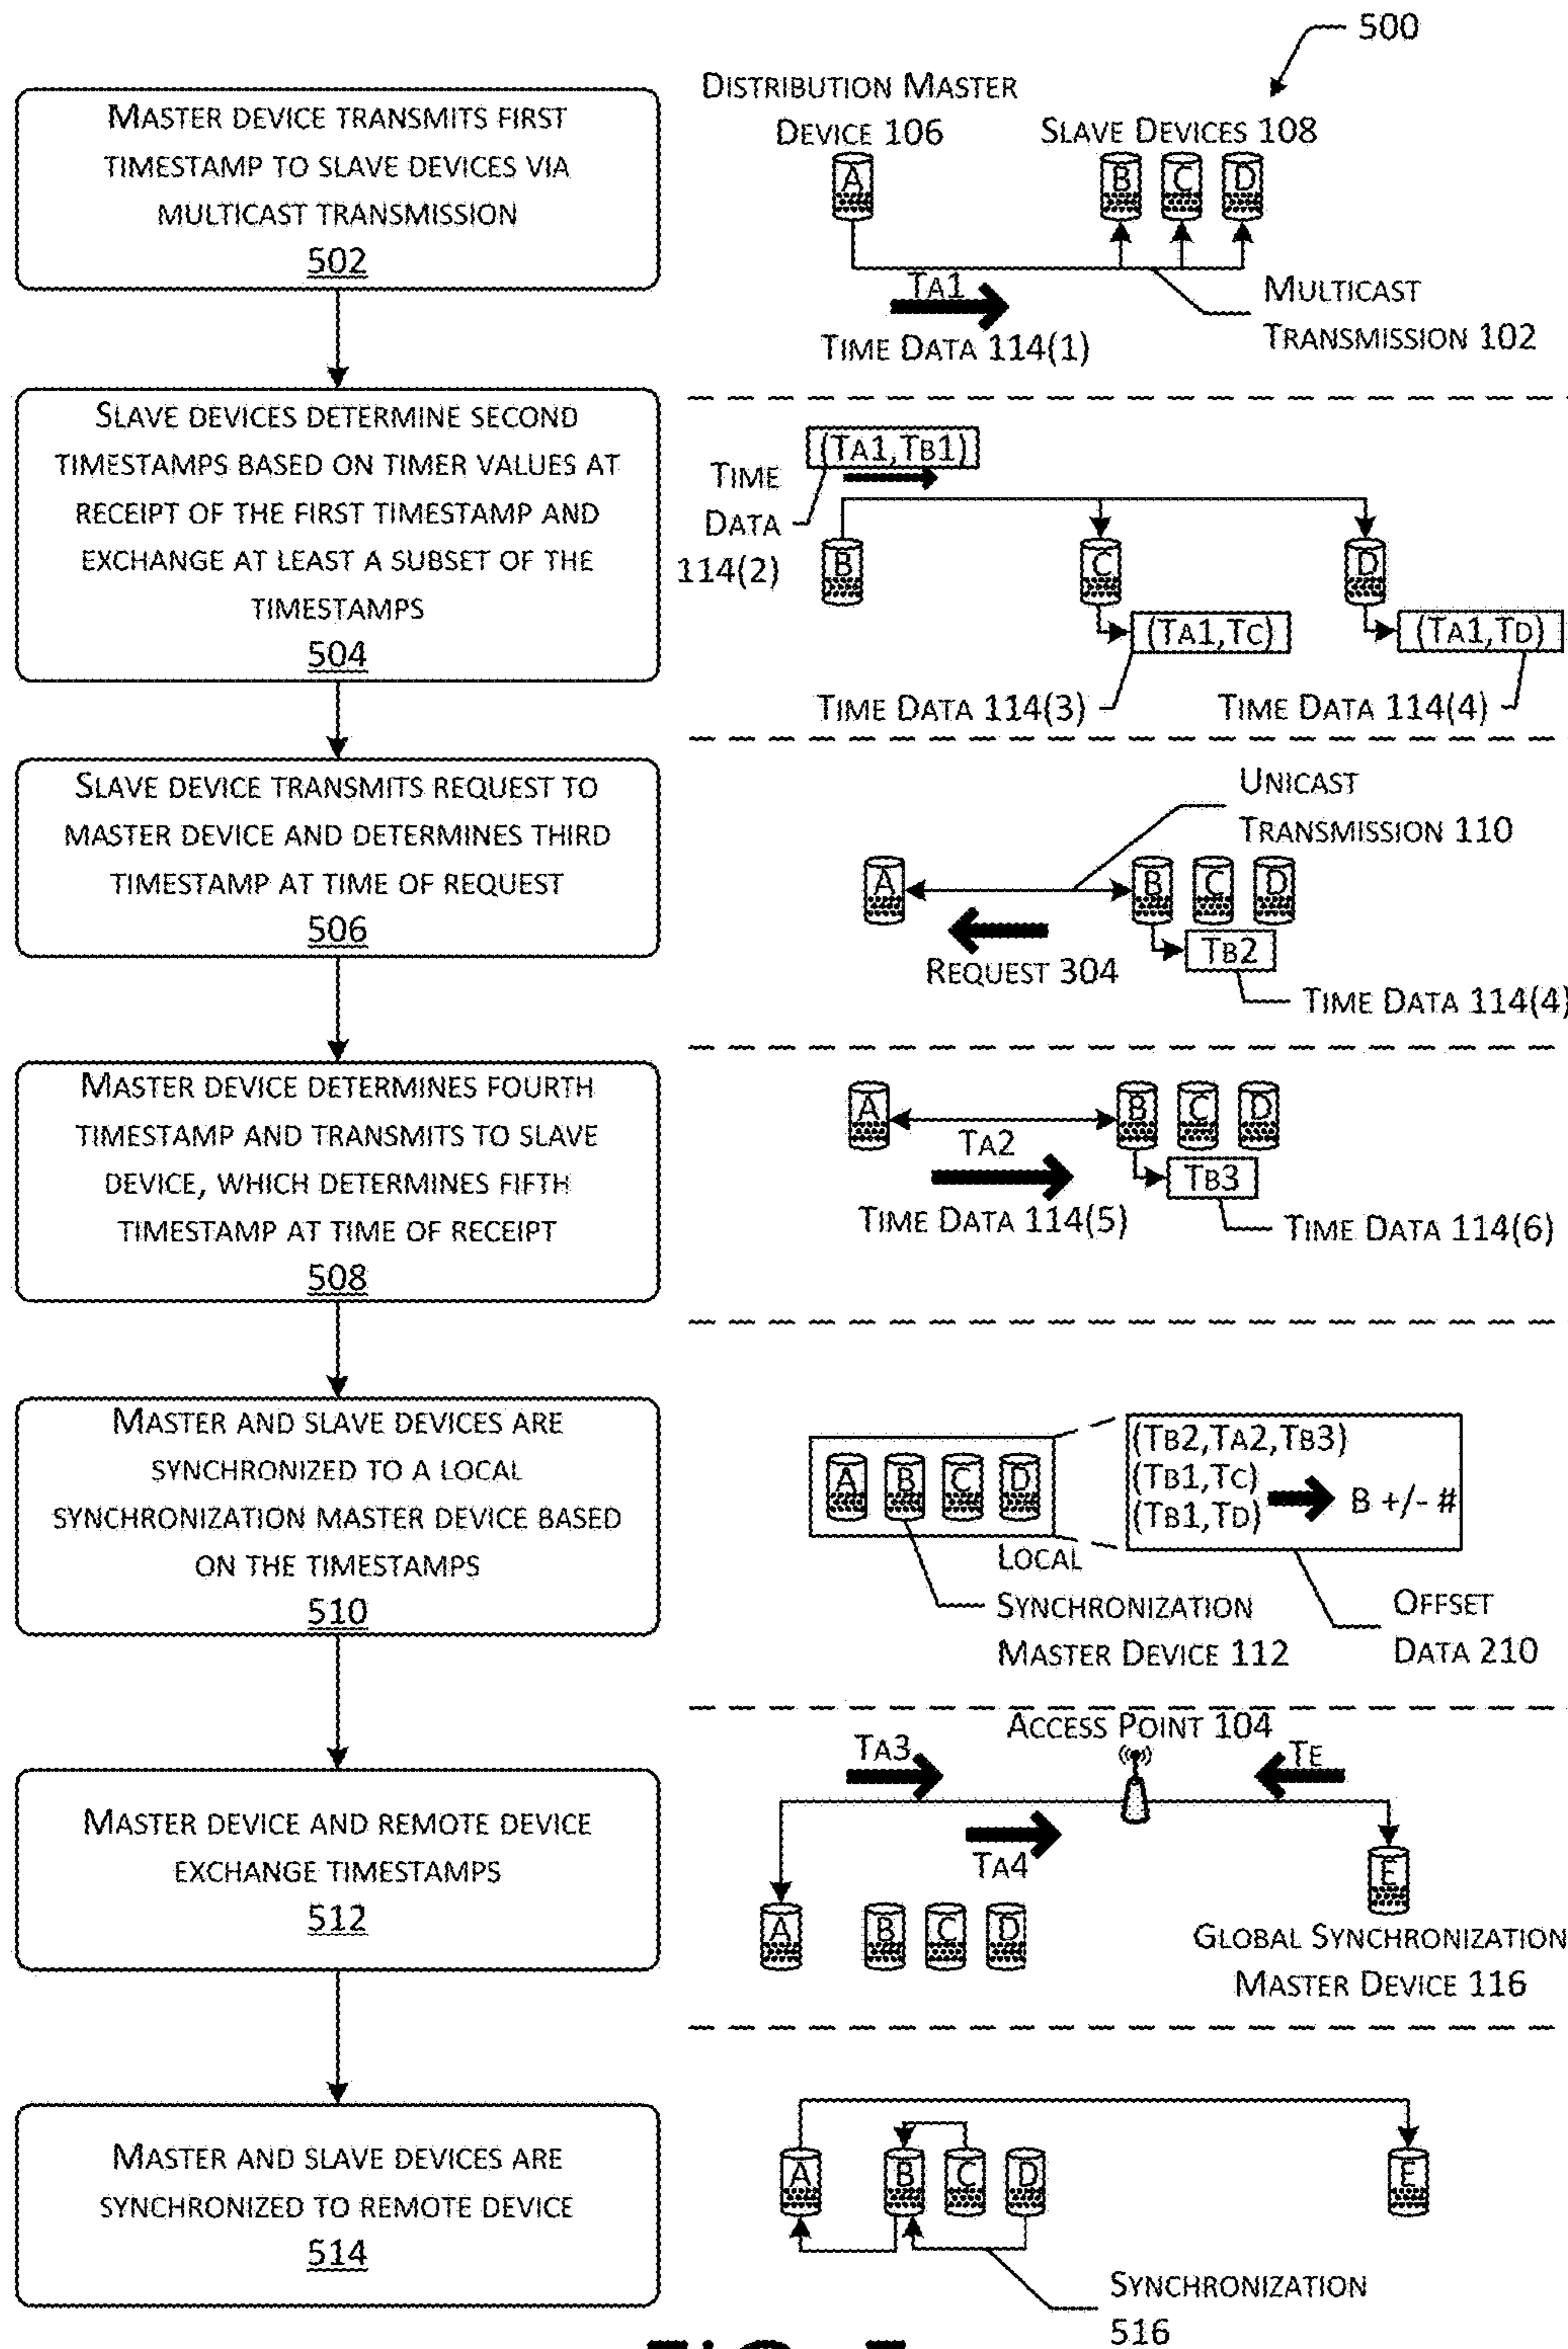 500
MASTER DEVICE TRANSMITS FIRST
TIMESTAMP TO SLAVE DEVICES VIA
MULTICAST TRANSMISSION
502
DISTRIBUTION MASTER
DEVICE 106
SLAVE DEVICES 108
A
B C D
TA1
TIME DATA 114(1)
MULTICAST
TRANSMISSION 102
SLAVE DEVICES DETERMINE SECOND
TIMESTAMPS BASED ON TIMER VALUES AT
RECEIPT OF THE FIRST TIMESTAMP AND
EXCHANGE AT LEAST A SUBSET OF THE
TIMESTAMPS
504
(TA1,TB1)
TIME
DATA
114(2)
B
C
D
(TA1,TC)
(TA1,TD)
TIME DATA 114(3)
TIME DATA 114(4)
SLAVE DEVICE TRANSMITS REQUEST TO
MASTER DEVICE AND DETERMINES THIRD
TIMESTAMP AT TIME OF REQUEST
506
UNICAST
TRANSMISSION 110
A
B C D
TB2
REQUEST 304
TIME DATA 114(4)
MASTER DEVICE DETERMINES FOURTH
TIMESTAMP AND TRANSMITS TO SLAVE
DEVICE, WHICH DETERMINES FIFTH
TIMESTAMP AT TIME OF RECEIPT
508
A
B C D
TA2
TB3
TIME DATA 114(5)
TIME DATA 114(6)
MASTER AND SLAVE DEVICES ARE
SYNCHRONIZED TO A LOCAL
SYNCHRONIZATION MASTER DEVICE BASED
ON THE TIMESTAMPS
510
A B C D
(TB2,TA2,TB3)
(TB1,TC)
(TB1,TD)
B +/- #
LOCAL
SYNCHRONIZATION
MASTER DEVICE 112
OFFSET
DATA 210
MASTER DEVICE AND REMOTE DEVICE
EXCHANGE TIMESTAMPS
512
ACCESS POINT 104
TA3
TE
TA4
A
B C D
E
GLOBAL SYNCHRONIZATION
MASTER DEVICE 116
MASTER AND SLAVE DEVICES ARE
SYNCHRONIZED TO REMOTE DEVICE
514
A B C D
E
SYNCHRONIZATION
516